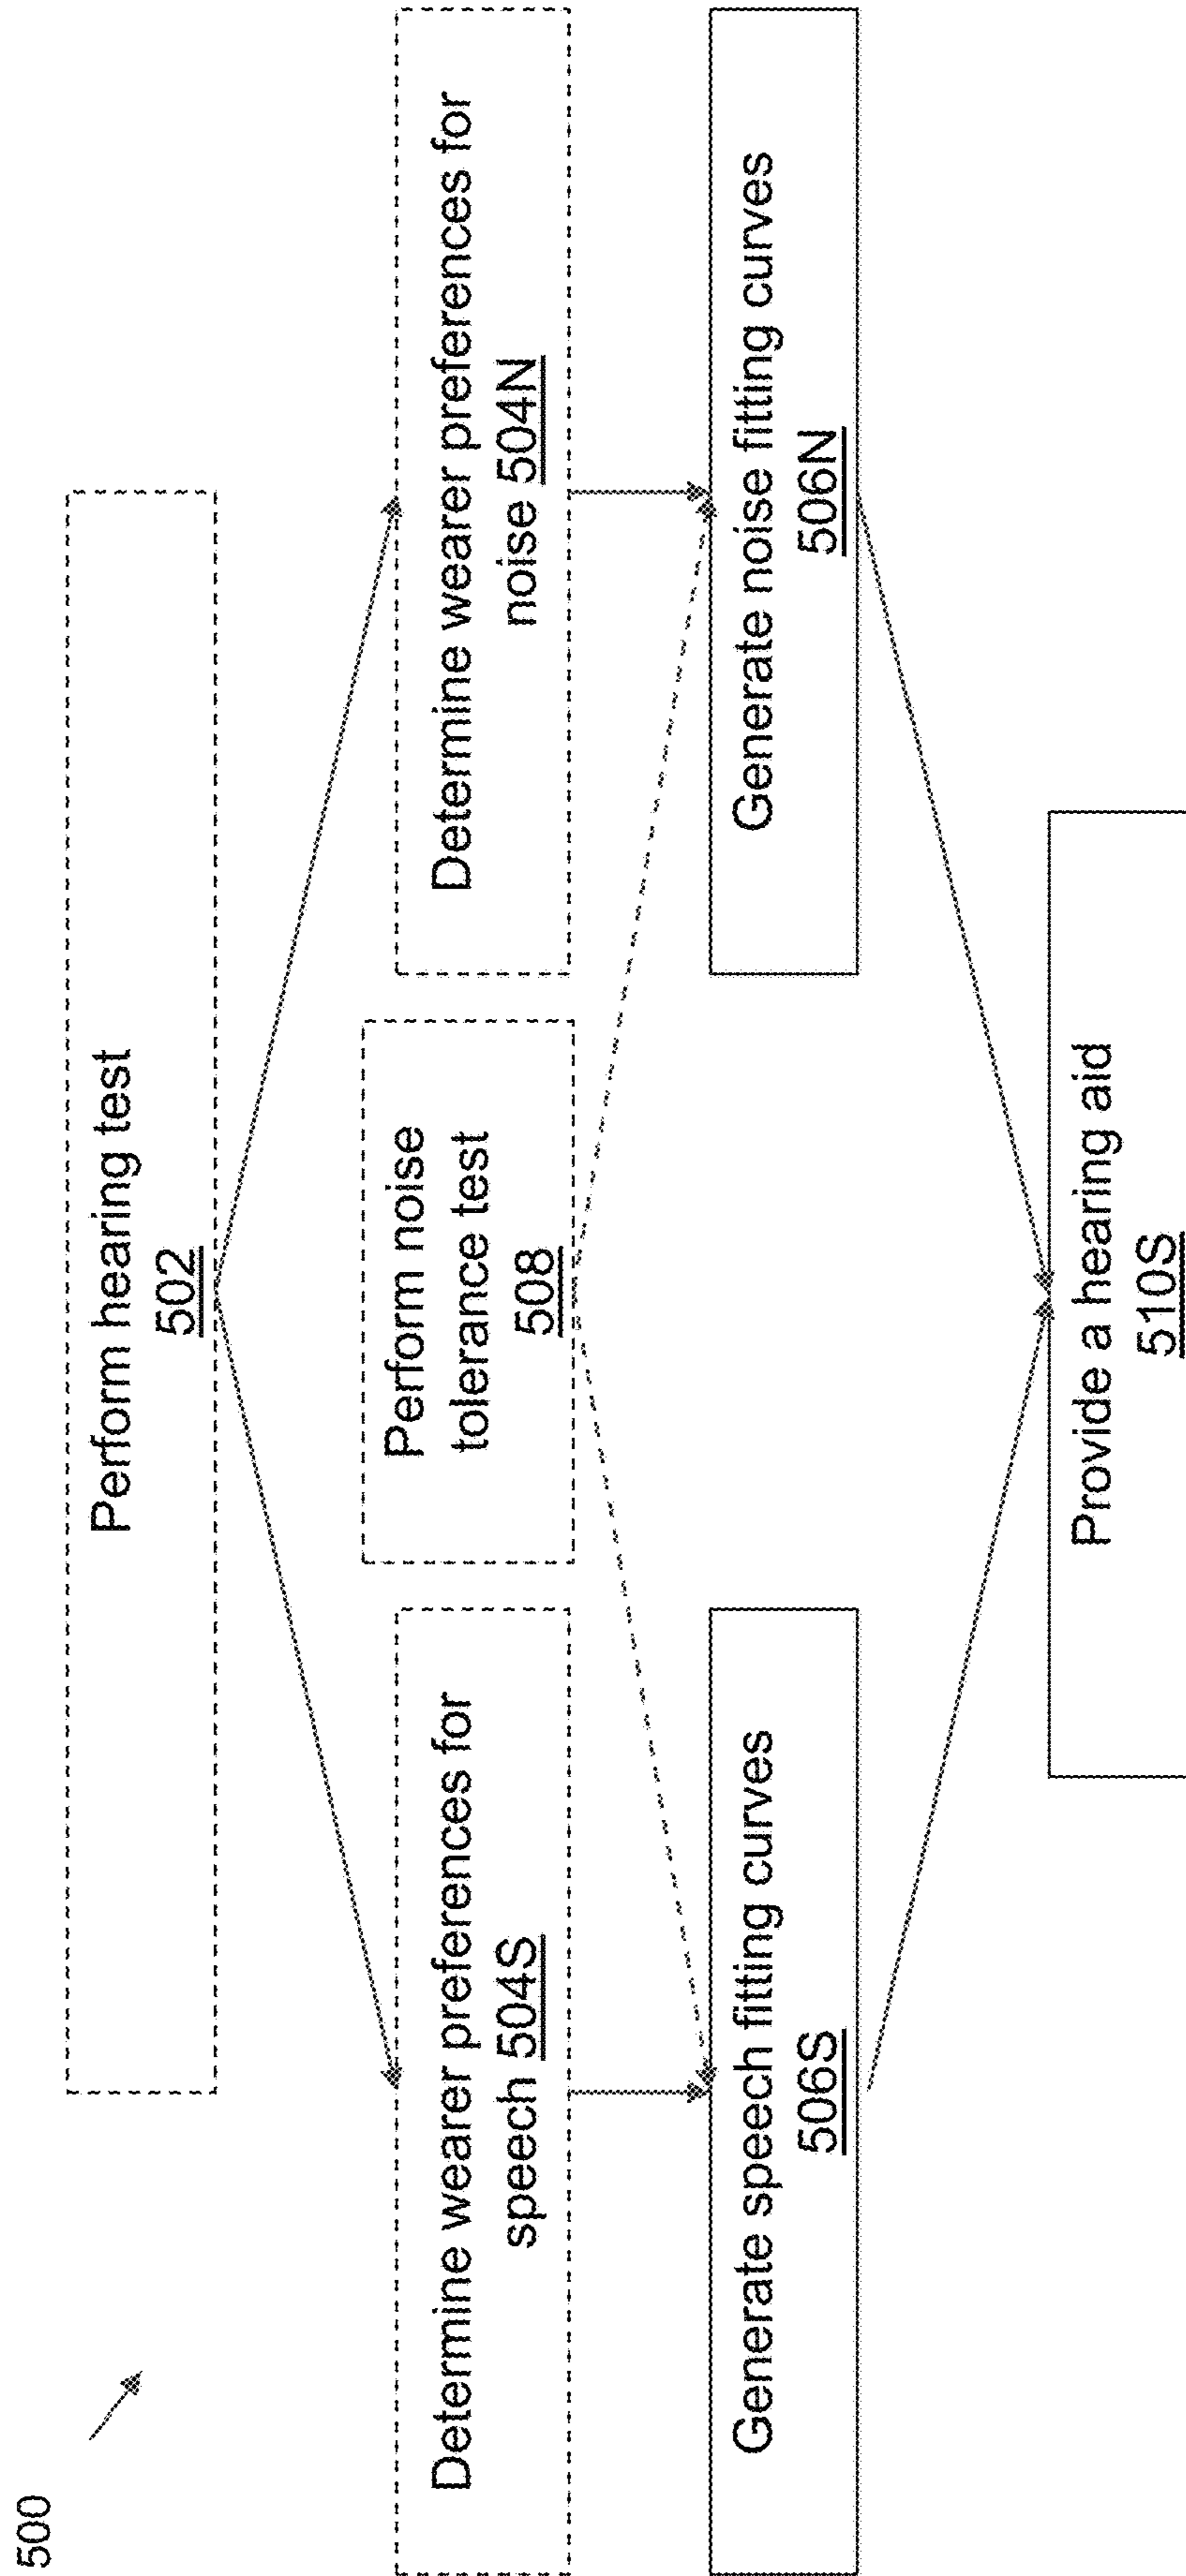 500
Perform hearing test
502
Determine wearer preferences for
speech 504S
Perform noise
tolerance test
508
Determine wearer preferences for
noise 504N
Generate speech fitting curves
506S
Generate noise fitting curves
506N
Provide a hearing aid
510S